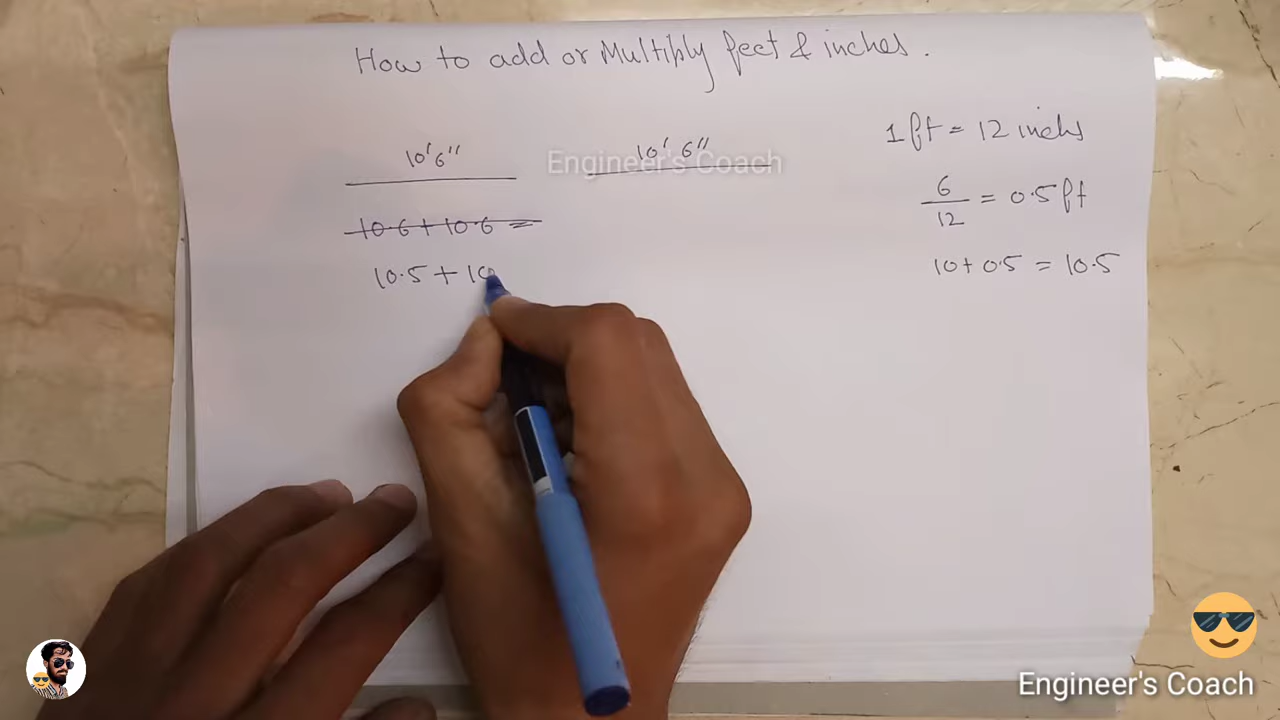 How to add or Multiply feet & inches.
10'6" 10' 6"
Engineer's Coach
1 ft = 12 inchs
6/12 = 0.5 ft
10.6 + 10.6 =
10.5 + 10
10 + 0.5 = 10.5
Engineer's Coach